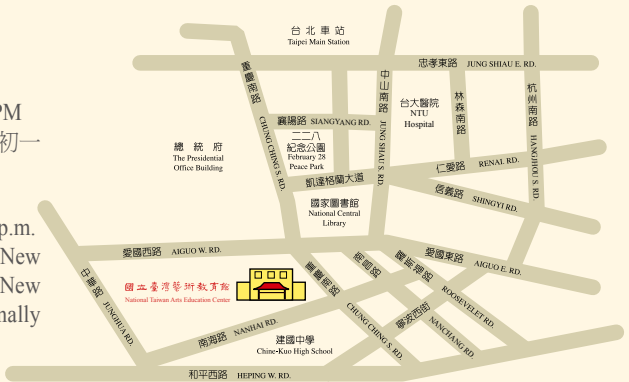 台北車站
Taipei Main Station
忠孝東路 JUNG SHIAU E. RD.
重慶南路
CHUNG CHING S. RD.
中山南路
JUNG SHAU S. RD.
台大醫院
NTU
Hospital
林森南路
杭州南路
HANGHOU S. RD.
PM
初一
襄陽路 SIANGYANG RD.
二二八
紀念公園
February 28
Peace Park
總統府
The Presidential
Office Building
仁愛路 RENAI. RD.
凱達格蘭大道
信義路 SHINGYI RD.
國家圖書館
National Central
Library
p.m.
New
New
nally
愛國西路 AIGUO W. RD.
愛國東路 AIGUO E. RD.
中華路
JUNGHUA RD.
國立臺灣藝術教育館
National Taiwan Arts Education Center
重慶南路
CHUNG CHING S. RD.
南昌路
NANCHANG RD.
羅斯福路
ROOSEVELET RD.
寧波西街
南海路 NANHAI RD.
建國中學
Chine-Kuo High School
和平西路 HEPING W. RD.